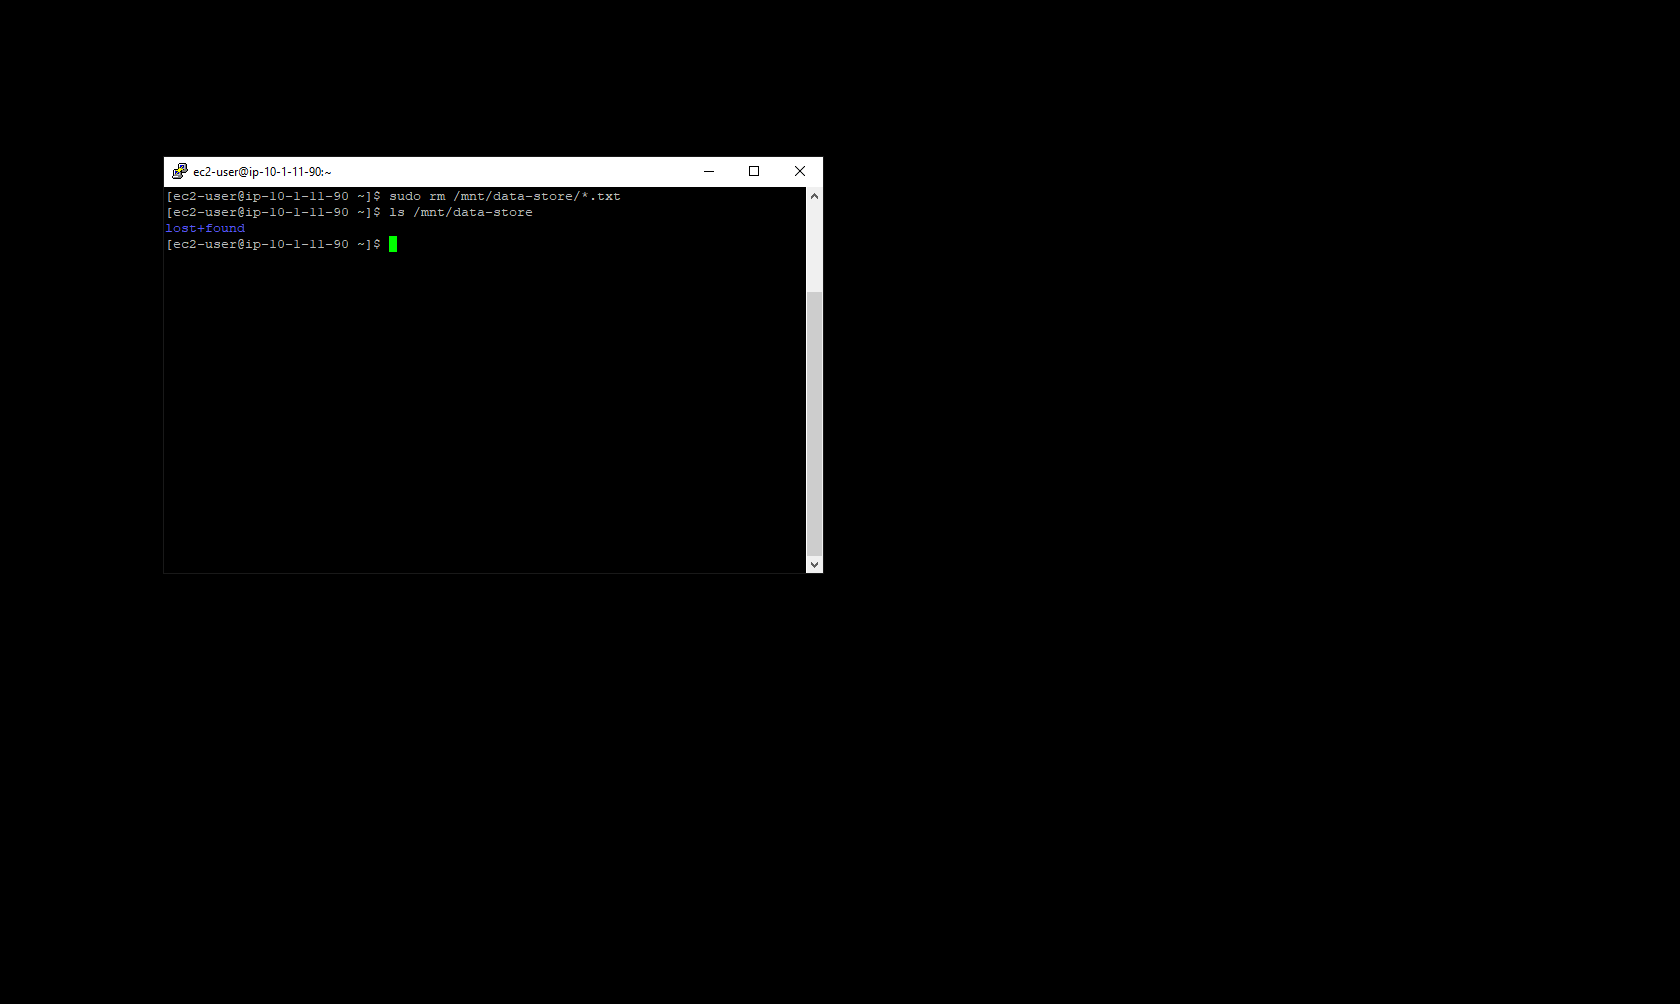 ec2-user@ip-10-1-11-90:~
[ec2-user@ip-10-1-11-90 ~]$ sudo rm /mnt/data-store/*.txt
[ec2-user@ip-10-1-11-90 ~]$ ls /mnt/data-store
lost+found
[ec2-user@ip-10-1-11-90 ~]$